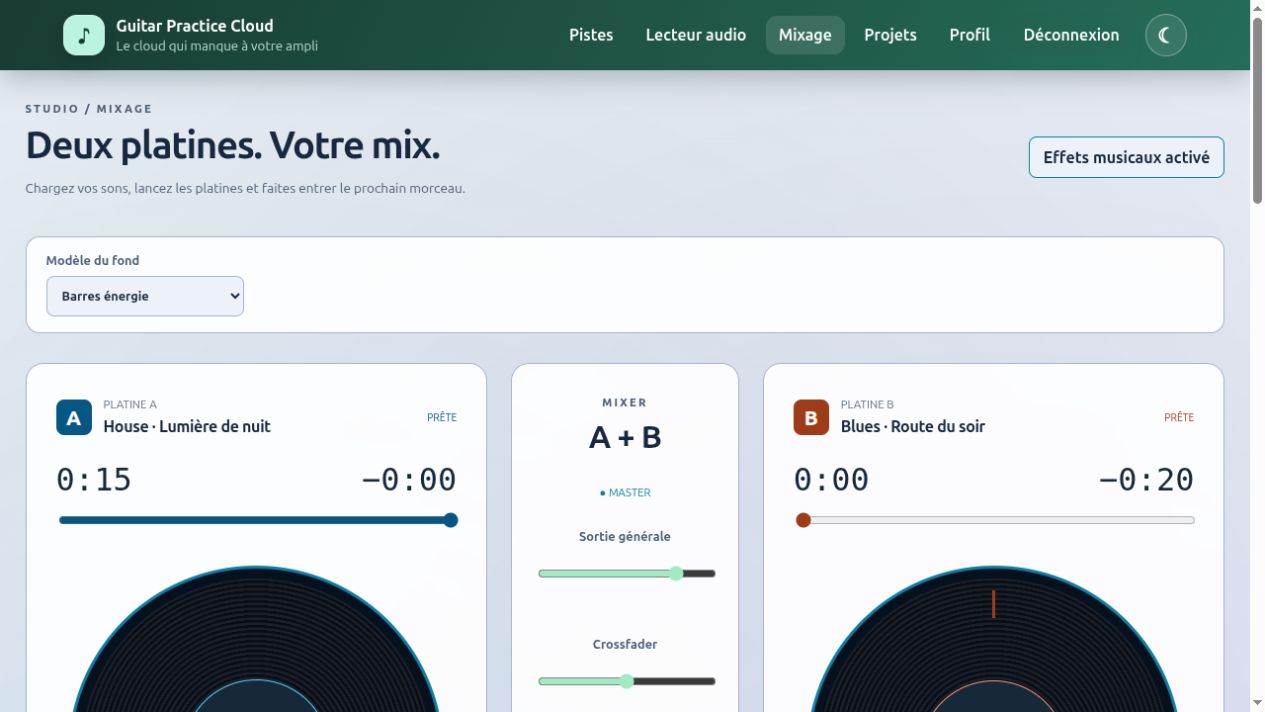 ♪
Guitar Practice Cloud
Le cloud qui manque à votre ampli
Pistes
Lecteur audio
Mixage
Projets
Profil
Déconnexion
STUDIO / MIXAGE
Deux platines. Votre mix.
Chargez vos sons, lancez les platines et faites entrer le prochain morceau.
Effets musicaux activé
Modèle du fond
Barres énergie
A
PLATINE A
House · Lumière de nuit
PRÊTE
0:15
−0:00
MIXER
A + B
● MASTER
Sortie générale
Crossfader
B
PLATINE B
Blues · Route du soir
PRÊTE
0:00
−0:20